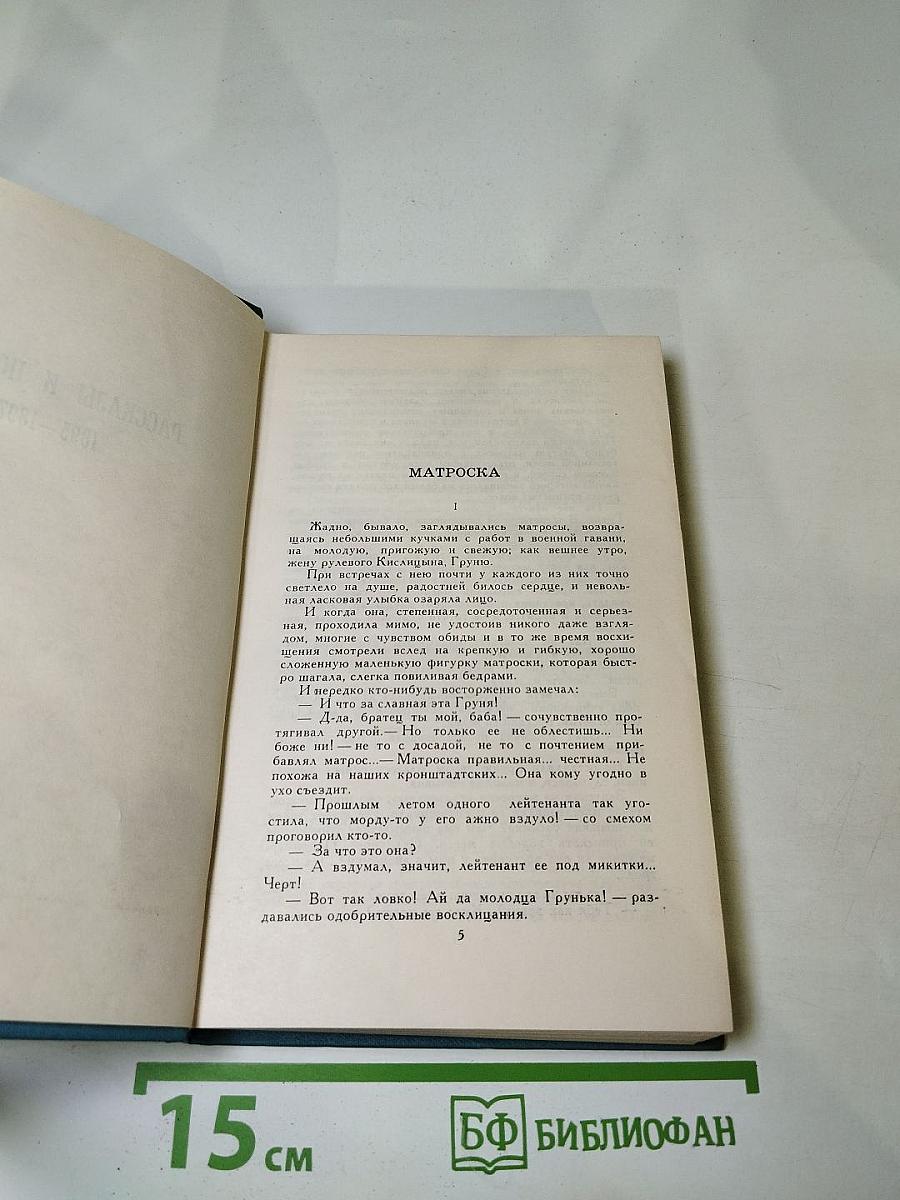 МАТРОСКА
I
Жадно, бывало, заглядывались матросы, возвра-
щаясь небольшими кучками с работ в военной гавани,
на молодую, пригожую и свежую, как вешнее утро,
жену рулевого Кислицына, Груню.
При встречах с нею почти у каждого из них точно
светлело на душе, радостней билось сердце, и неволь-
ная ласковая улыбка озаряла лицо.
И когда она, степенная, сосредоточенная и серьез-
ная, проходила мимо, не удостоив никого даже взгля-
дом, многие с чувством обиды и в то же время восхи-
щения смотрели вслед на крепкую и гибкую, хорошо
сложенную маленькую фигурку матроски, которая быст-
ро шагала, слегка повиливая бедрами.
И нередко кто-нибудь восторженно замечал:
— И что за славная эта Груня!
— Д-да, братец ты мой, баба! — сочувственно про-
тягивал другой.— Но только ее не облестишь... Ни
боже ни! — не то с досадой, не то с почтением при-
бавлял матрос...— Матроска правильная... честная... Не
похожа на наших кронштадтских... Она кому угодно в
ухо съездит.
— Прошлым летом одного лейтенанта так уго-
стила, что морду-то у его ажно вздуло! — со смехом
проговорил кто-то.
— За что это она?
— А вздумал, значит, лейтенант ее под микитки...
Черт!
— Вот так ловко! Ай да молодца Грунька! — раз-
давались одобрительные восклицания.
5
15 см
БФ БИБЛИОФАН